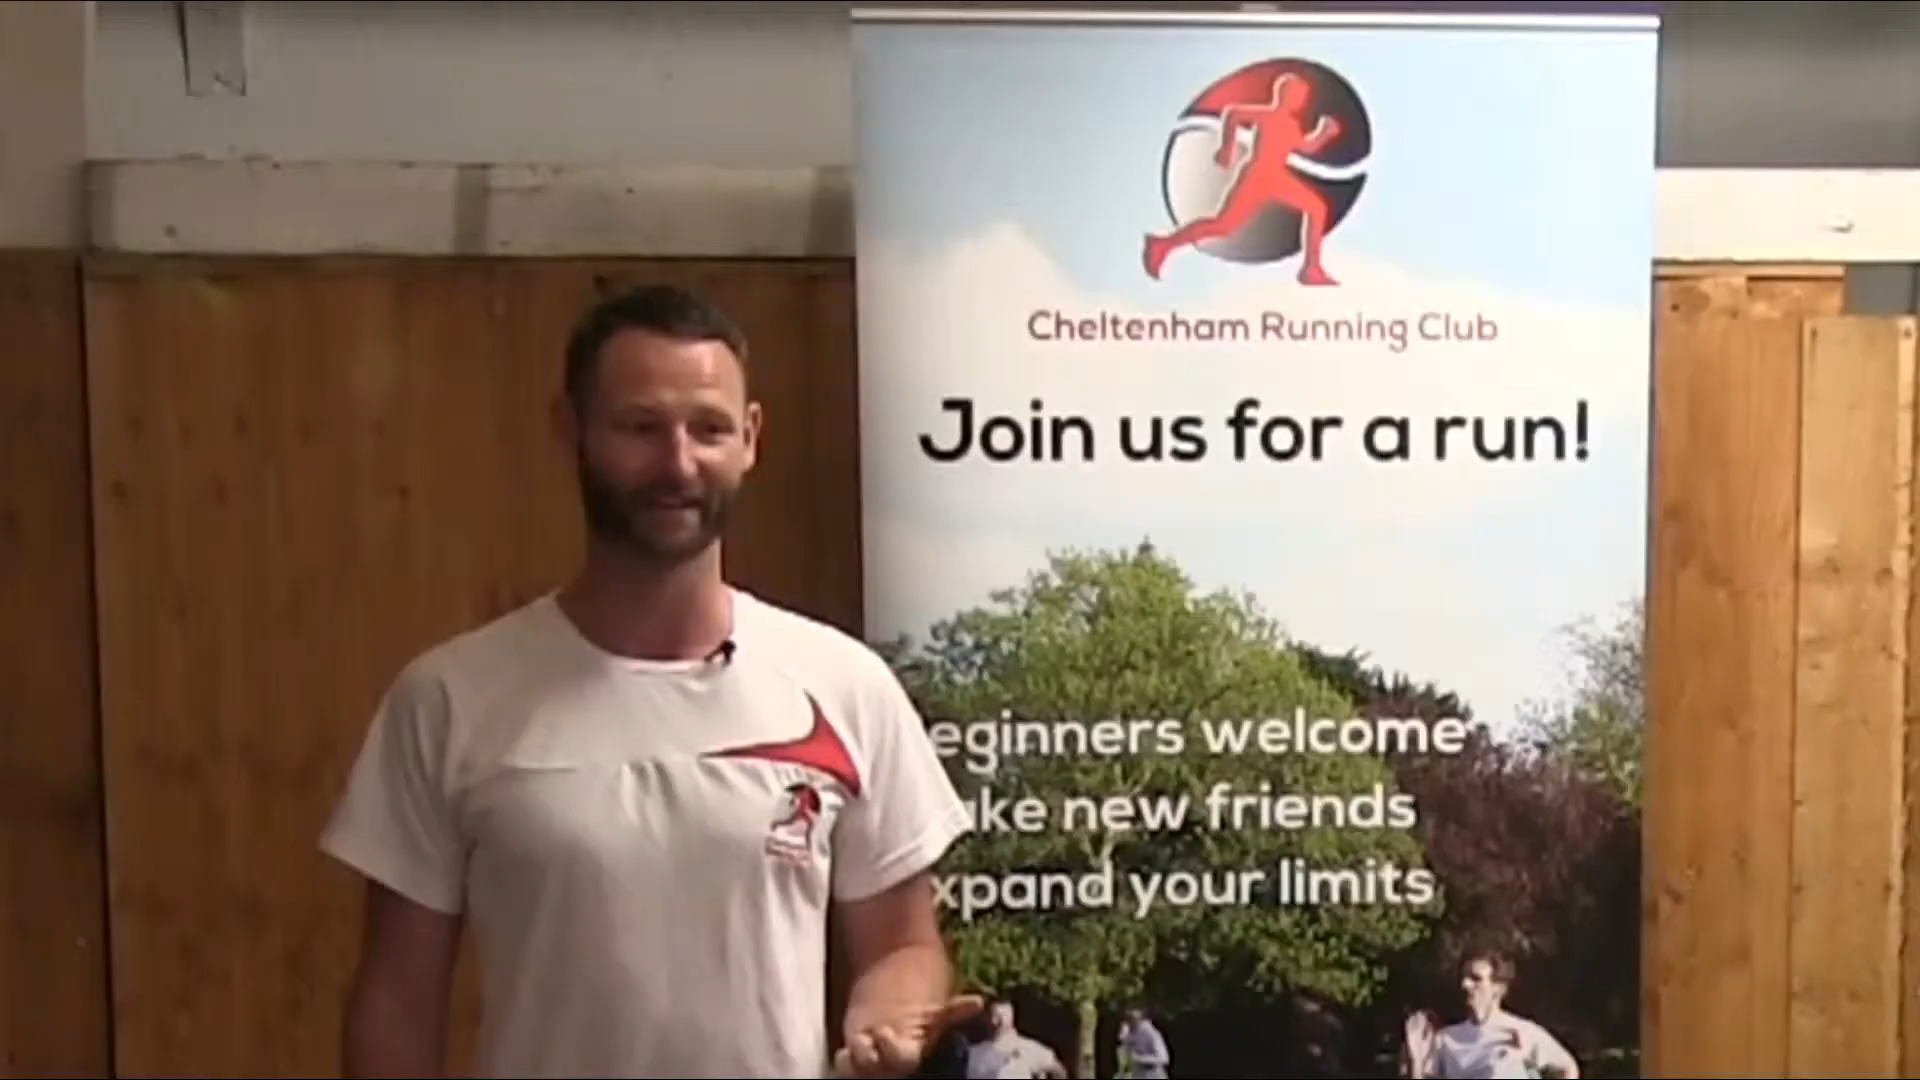 Cheltenham Running Club
Join us for a run!
eginners welcome
ake new friends
xpand your limits